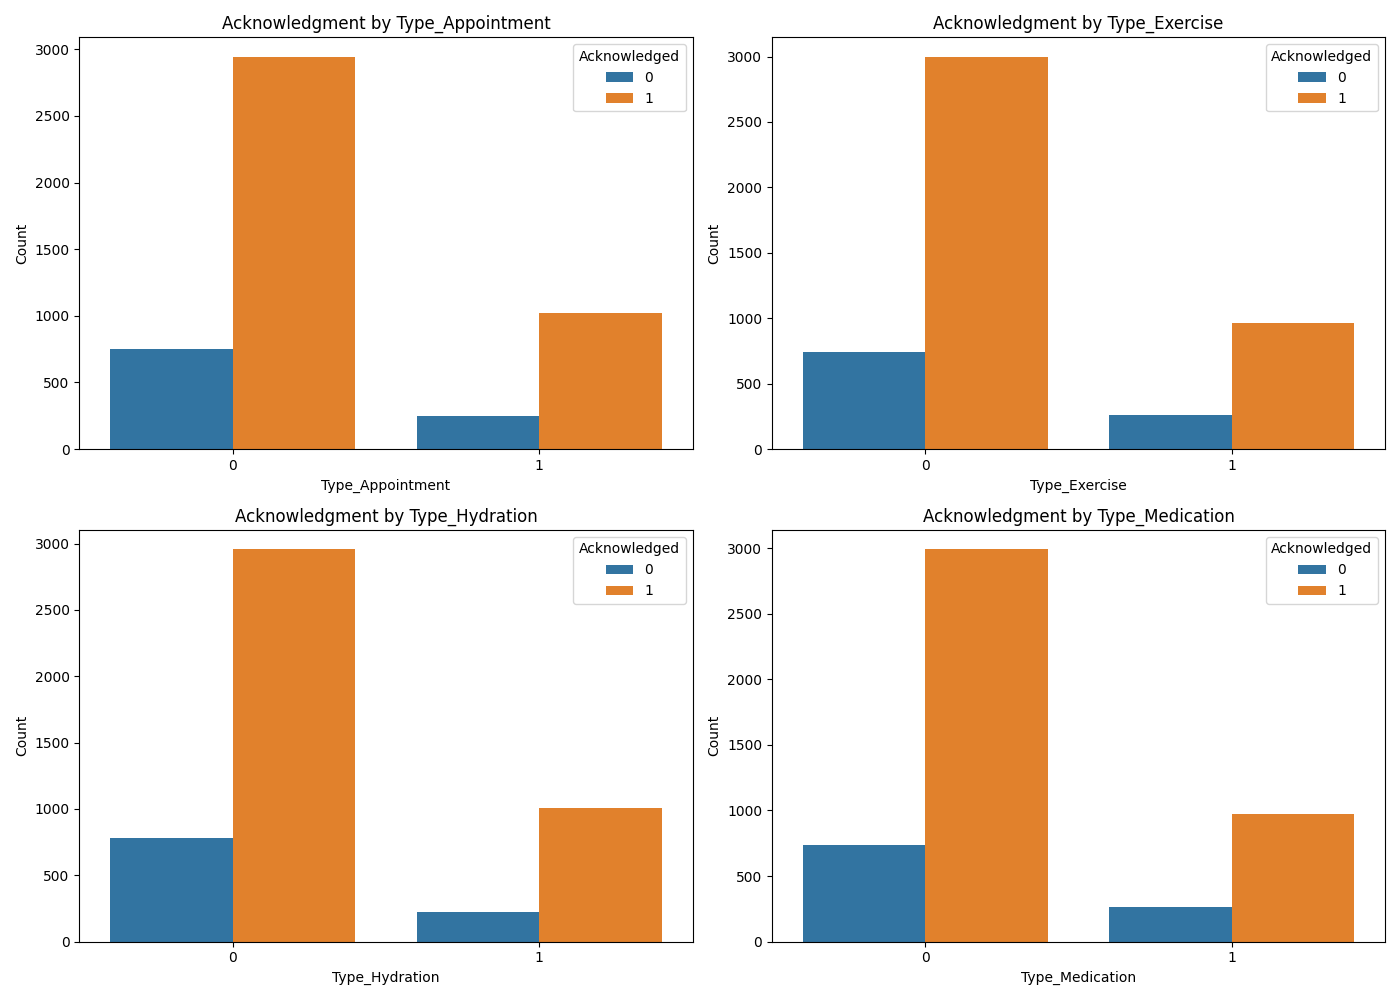 Acknowledgment by Type_Appointment
Acknowledged
0
1
3000
2500
2000
1500
1000
500
0
Count
0
1
Type_Appointment
Acknowledgment by Type_Exercise
Acknowledged
0
1
3000
2500
2000
1500
1000
500
0
Count
0
1
Type_Exercise
Acknowledgment by Type_Hydration
Acknowledged
0
1
3000
2500
2000
1500
1000
500
0
Count
0
1
Type_Hydration
Acknowledgment by Type_Medication
Acknowledged
0
1
3000
2500
2000
1500
1000
500
0
Count
0
1
Type_Medication